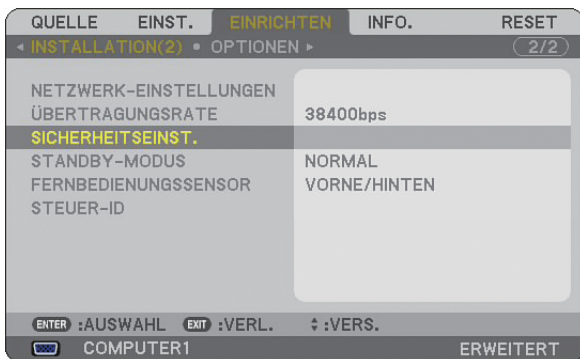 QUELLE EINST. EINRICHTEN INFO. RESET
◂ INSTALLATION(2) • OPTIONEN ▸ 2/2
NETZWERK-EINSTELLUNGEN
ÜBERTRAGUNGSRATE 38400bps
SICHERHEITSEINST.
STANDBY-MODUS NORMAL
FERNBEDIENUNGSSENSOR VORNE/HINTEN
STEUER-ID
ENTER :AUSWAHL EXIT :VERL. ♦ :VERS.
COMPUTER1 ERWEITERT